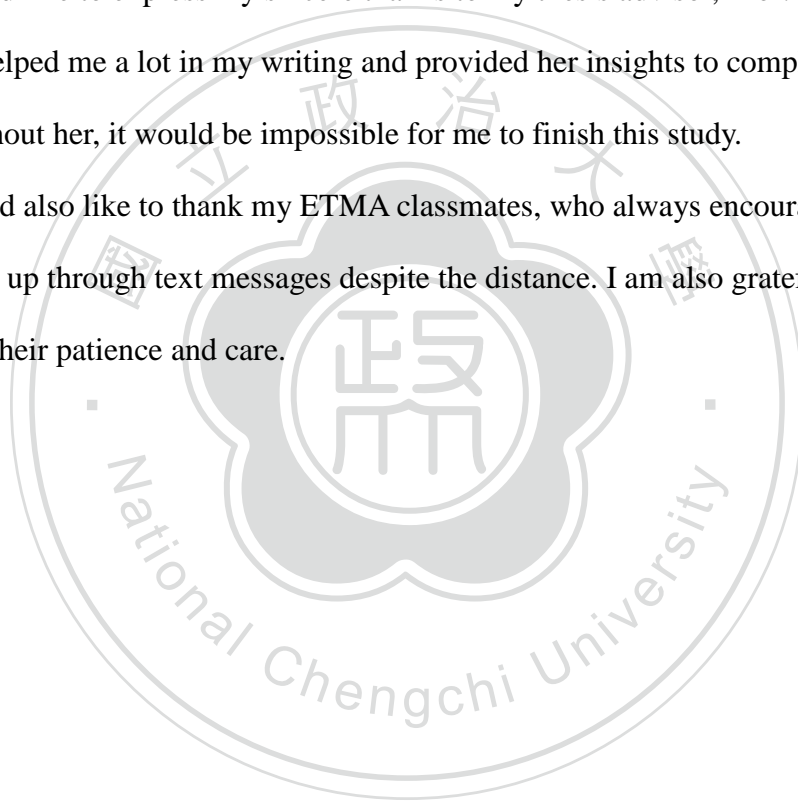 elped me a lot in my writing and provided her insights to comp
out her, it would be impossible for me to finish this study.
d also like to thank my ETMA classmates, who always encour
up through text messages despite the distance. I am also grate
heir patience and care.
國立政治大學
National Chengchi University